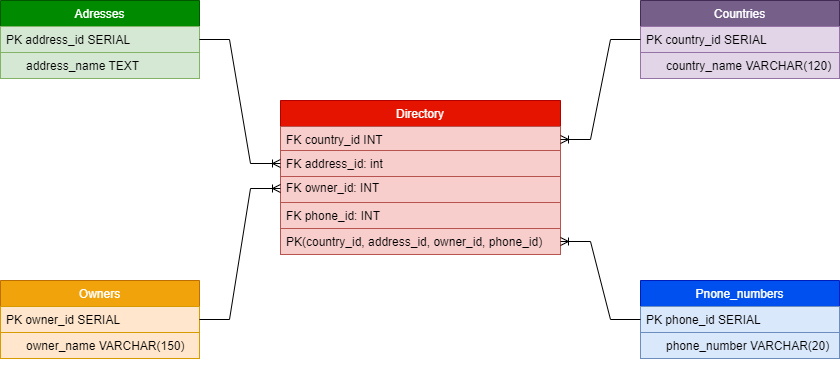 Adresses
PK address_id SERIAL
address_name TEXT
Countries
PK country_id SERIAL
country_name VARCHAR(120)
Directory
FK country_id INT
FK address_id: int
FK owner_id: INT
FK phone_id: INT
PK(country_id, address_id, owner_id, phone_id)
Owners
PK owner_id SERIAL
owner_name VARCHAR(150)
Pnone_numbers
PK phone_id SERIAL
phone_number VARCHAR(20)